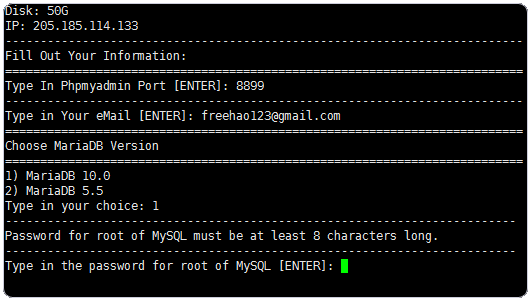 Disk: 50G
IP: 205.185.114.133
-------------------------------------------------------------------------
Fill Out Your Information:
=========================================================================
Type In Phpmyadmin Port [ENTER]: 8899
-------------------------------------------------------------------------
Type in Your eMail [ENTER]: freehao123@gmail.com
=========================================================================
Choose MariaDB Version
=========================================================================
1) MariaDB 10.0
2) MariaDB 5.5
Type in your choice: 1
------------------------------------------------------------------------
Password for root of MySQL must be at least 8 characters long.
------------------------------------------------------------------------
Type in the password for root of MySQL [ENTER]: